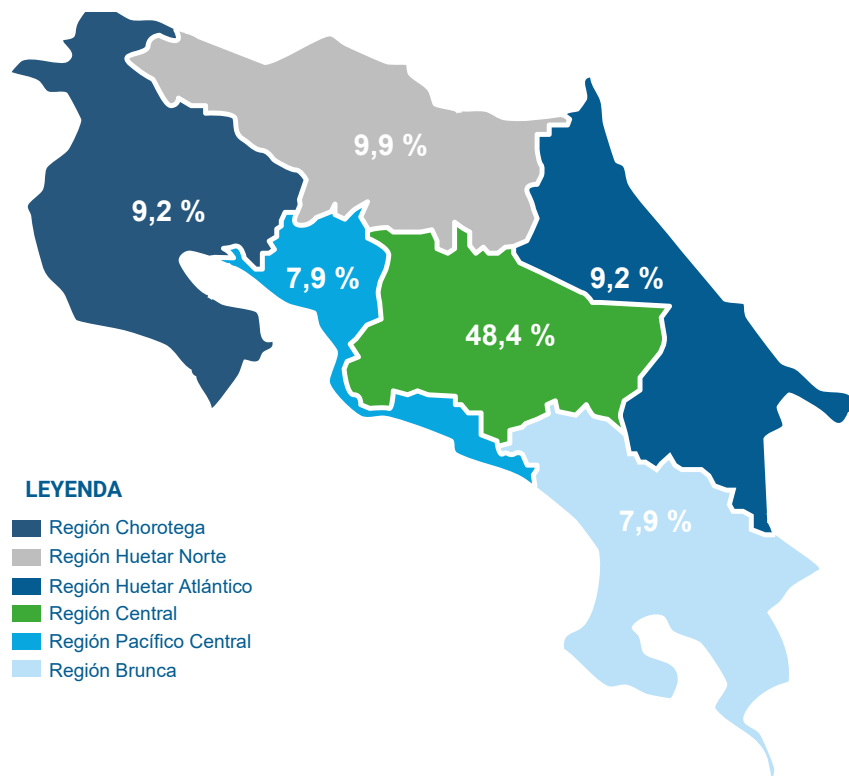 9,9 %
9,2 %
7,9 %
9,2 %
48,4 %
7,9 %
LEYENDA
Región Chorotega
Región Huetar Norte
Región Huetar Atlántico
Región Central
Región Pacífico Central
Región Brunca